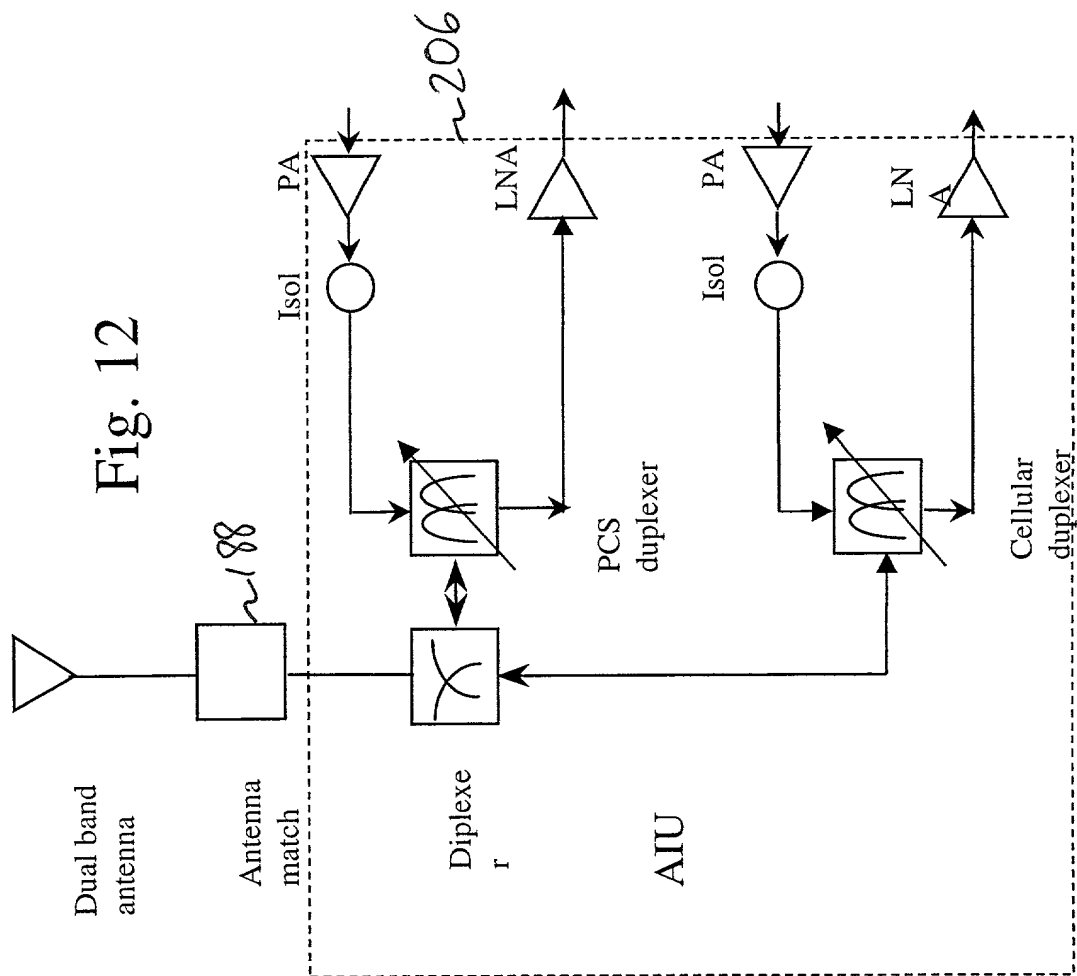 Fig. 12
Dual band
antenna
Antenna
match
~188
Diplexe
r
AIU
PCS
duplexer
Isol
PA
LNA
~206
Cellular
duplexer
Isol
PA
LN
A